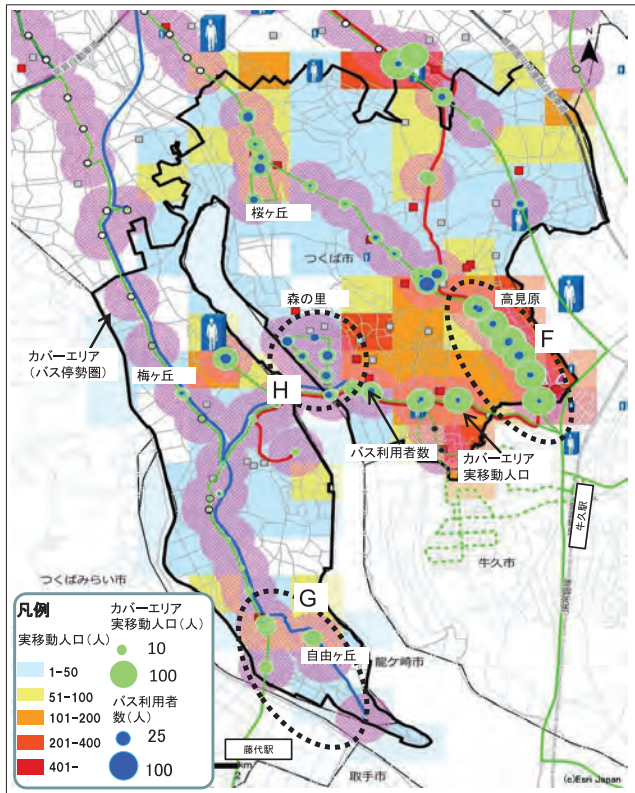 N
桜ヶ丘
つくば市
森の里
高見原
F
カバーエリア
(バス停勢圏)
梅ヶ丘
H
バス利用者数
カバーエリア
実移動人口
牛久駅
牛久市
つくばみらい市
G
自由ヶ丘
龍ケ崎市
藤代駅
取手市
km
(c)Esri Japan
凡例
実移動人口(人)
1-50
51-100
101-200
201-400
401-
カバーエリア
実移動人口(人)
10
100
バス利用者
数(人)
25
100